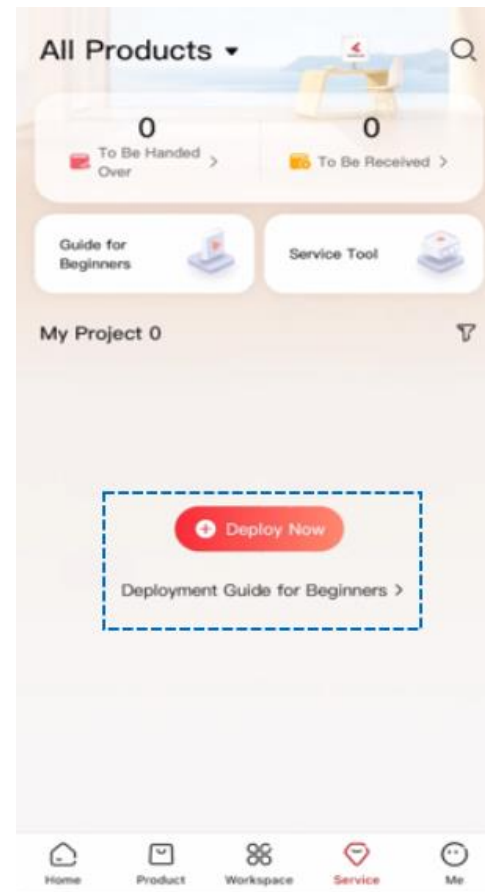 All Products
0
To Be Handed
Over
0
To Be Received
Guide for
Beginners
Service Tool
My Project 0
Deploy Now
Deployment Guide for Beginners
Home
Product
Workspace
Service
Me